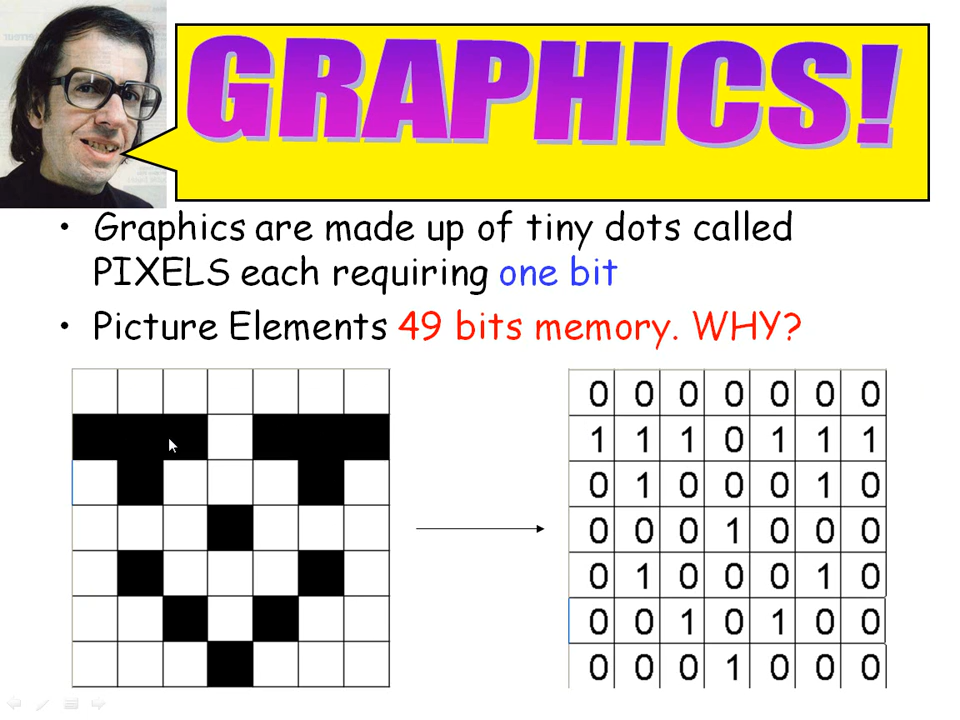 GRAPHICS!
• Graphics are made up of tiny dots called
PIXELS each requiring one bit
• Picture Elements 49 bits memory. WHY?
0 0 0 0 0 0 0
1 1 1 0 1 1 1
0 1 0 0 0 1 0
0 0 0 1 0 0 0
0 1 0 0 0 1 0
0 0 1 0 1 0 0
0 0 0 1 0 0 0